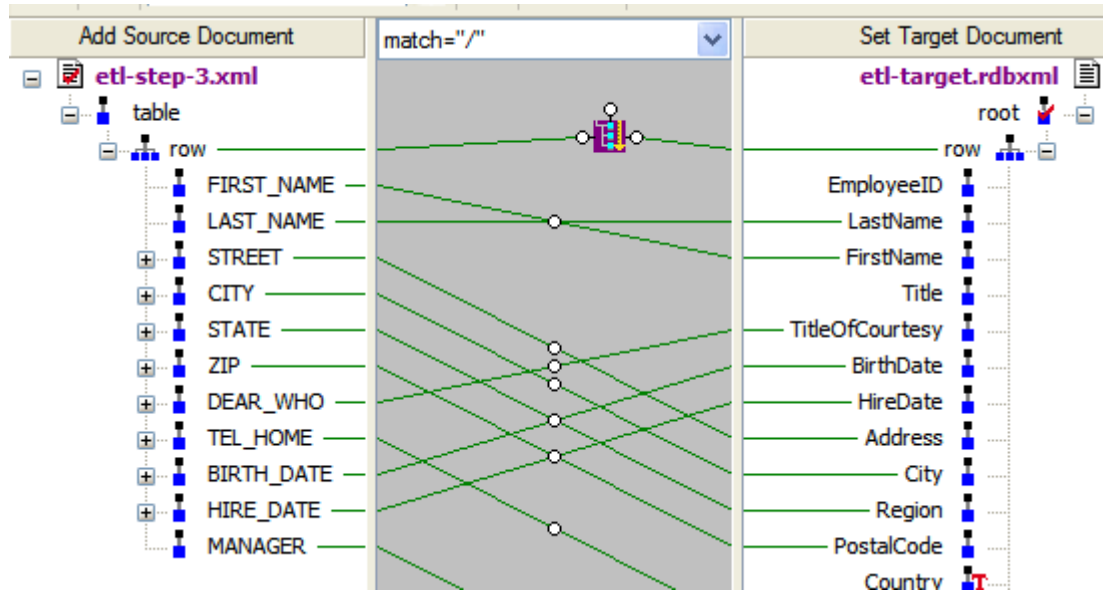 Add Source Document match="/" Set Target Document
etl-step-3.xml etl-target.rdbxml
table root
row row
FIRST_NAME EmployeeID
LAST_NAME LastName
STREET FirstName
CITY Title
STATE TitleOfCourtesy
ZIP BirthDate
DEAR_WHO HireDate
TEL_HOME Address
BIRTH_DATE City
HIRE_DATE Region
MANAGER PostalCode
Country T